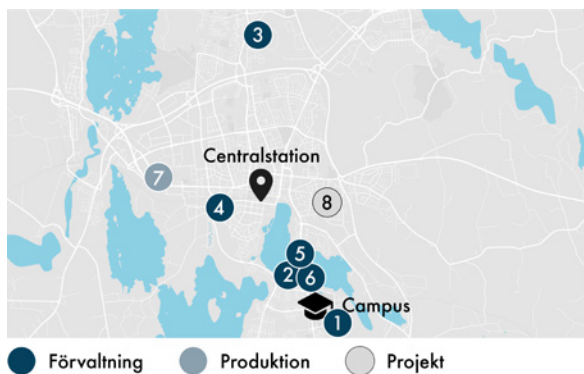 3
Centralstation
7
4
8
5
2
6
Campus
1
Förvaltning
Produktion
Projekt